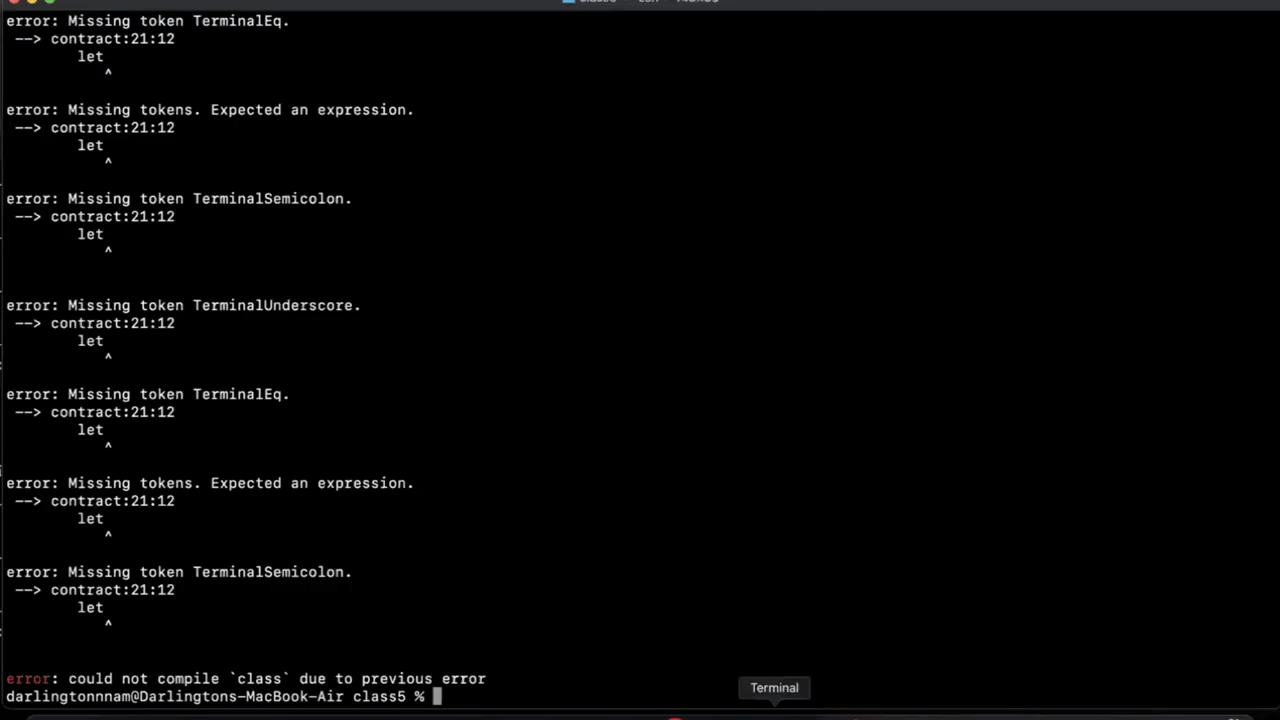 error: Missing token TerminalEq.
--> contract:21:12
let
^
error: Missing tokens. Expected an expression.
--> contract:21:12
let
^
error: Missing token TerminalSemicolon.
--> contract:21:12
let
^
error: Missing token TerminalUnderscore.
--> contract:21:12
let
^
error: Missing token TerminalEq.
--> contract:21:12
let
^
error: Missing tokens. Expected an expression.
--> contract:21:12
let
^
error: Missing token TerminalSemicolon.
--> contract:21:12
let
^
error: could not compile `class` due to previous error
darlingtonnnam@Darlingtons-MacBook-Air class5 %
Terminal